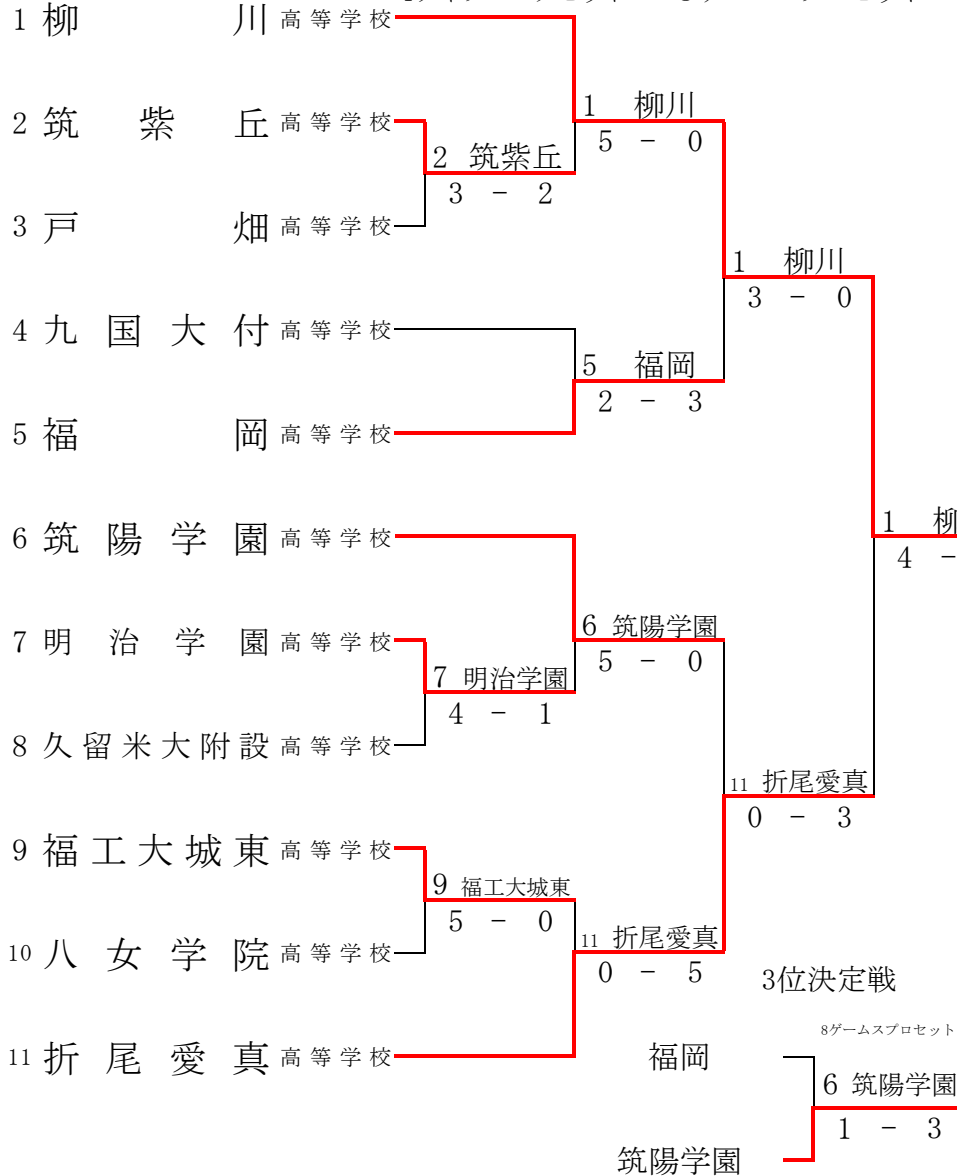 1 柳川 高等学校
2 筑紫丘 高等学校
3 戸畑 高等学校
4 九国大付 高等学校
5 福岡 高等学校
6 筑陽学園 高等学校
7 明治学園 高等学校
8 久留米大附設 高等学校
9 福工大城東 高等学校
10 八女学院 高等学校
11 折尾愛真 高等学校
2 筑紫丘
3 - 2
7 明治学園
4 - 1
9 福工大城東
5 - 0
1 柳川
5 - 0
5 福岡
2 - 3
6 筑陽学園
5 - 0
11 折尾愛真
0 - 5
1 柳川
3 - 0
11 折尾愛真
0 - 3
1 柳
4 -
3位決定戦
8ゲームスプロセット
福岡
筑陽学園
6 筑陽学園
1 - 3